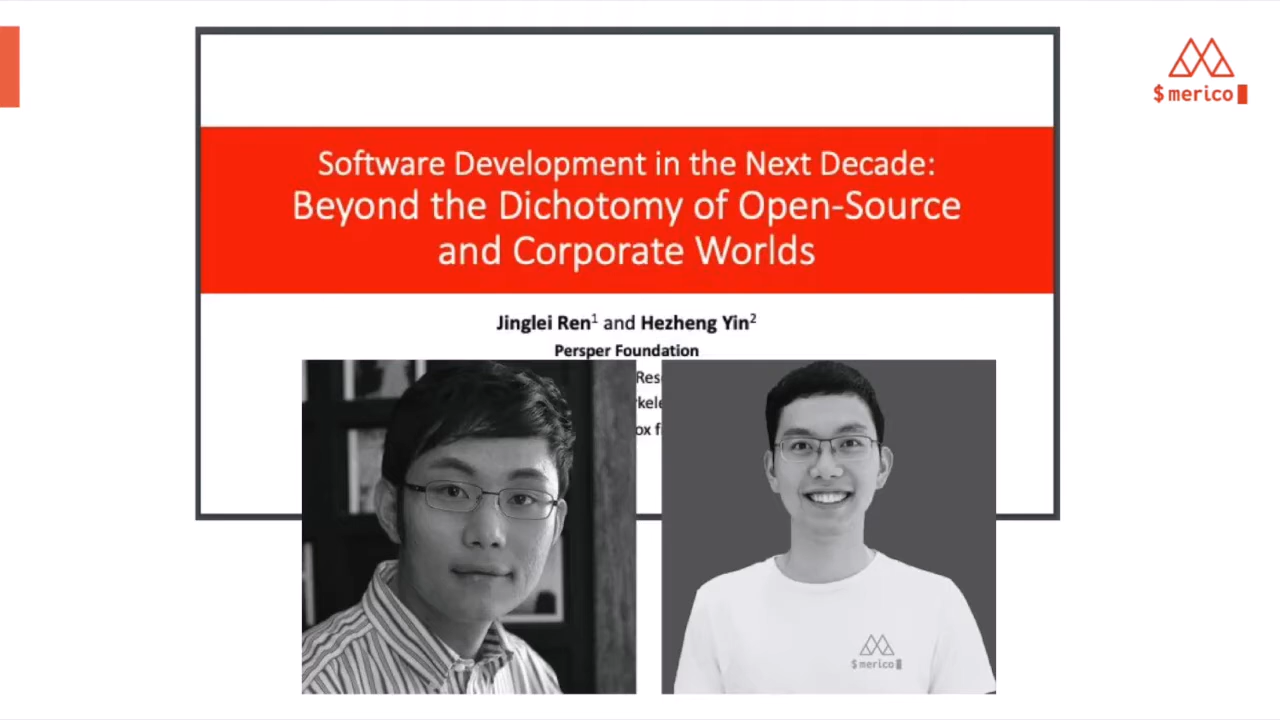 $ merico
Software Development in the Next Decade:
Beyond the Dichotomy of Open-Source
and Corporate Worlds
Jinglei Ren1 and Hezheng Yin2
Persper Foundation
$ merico